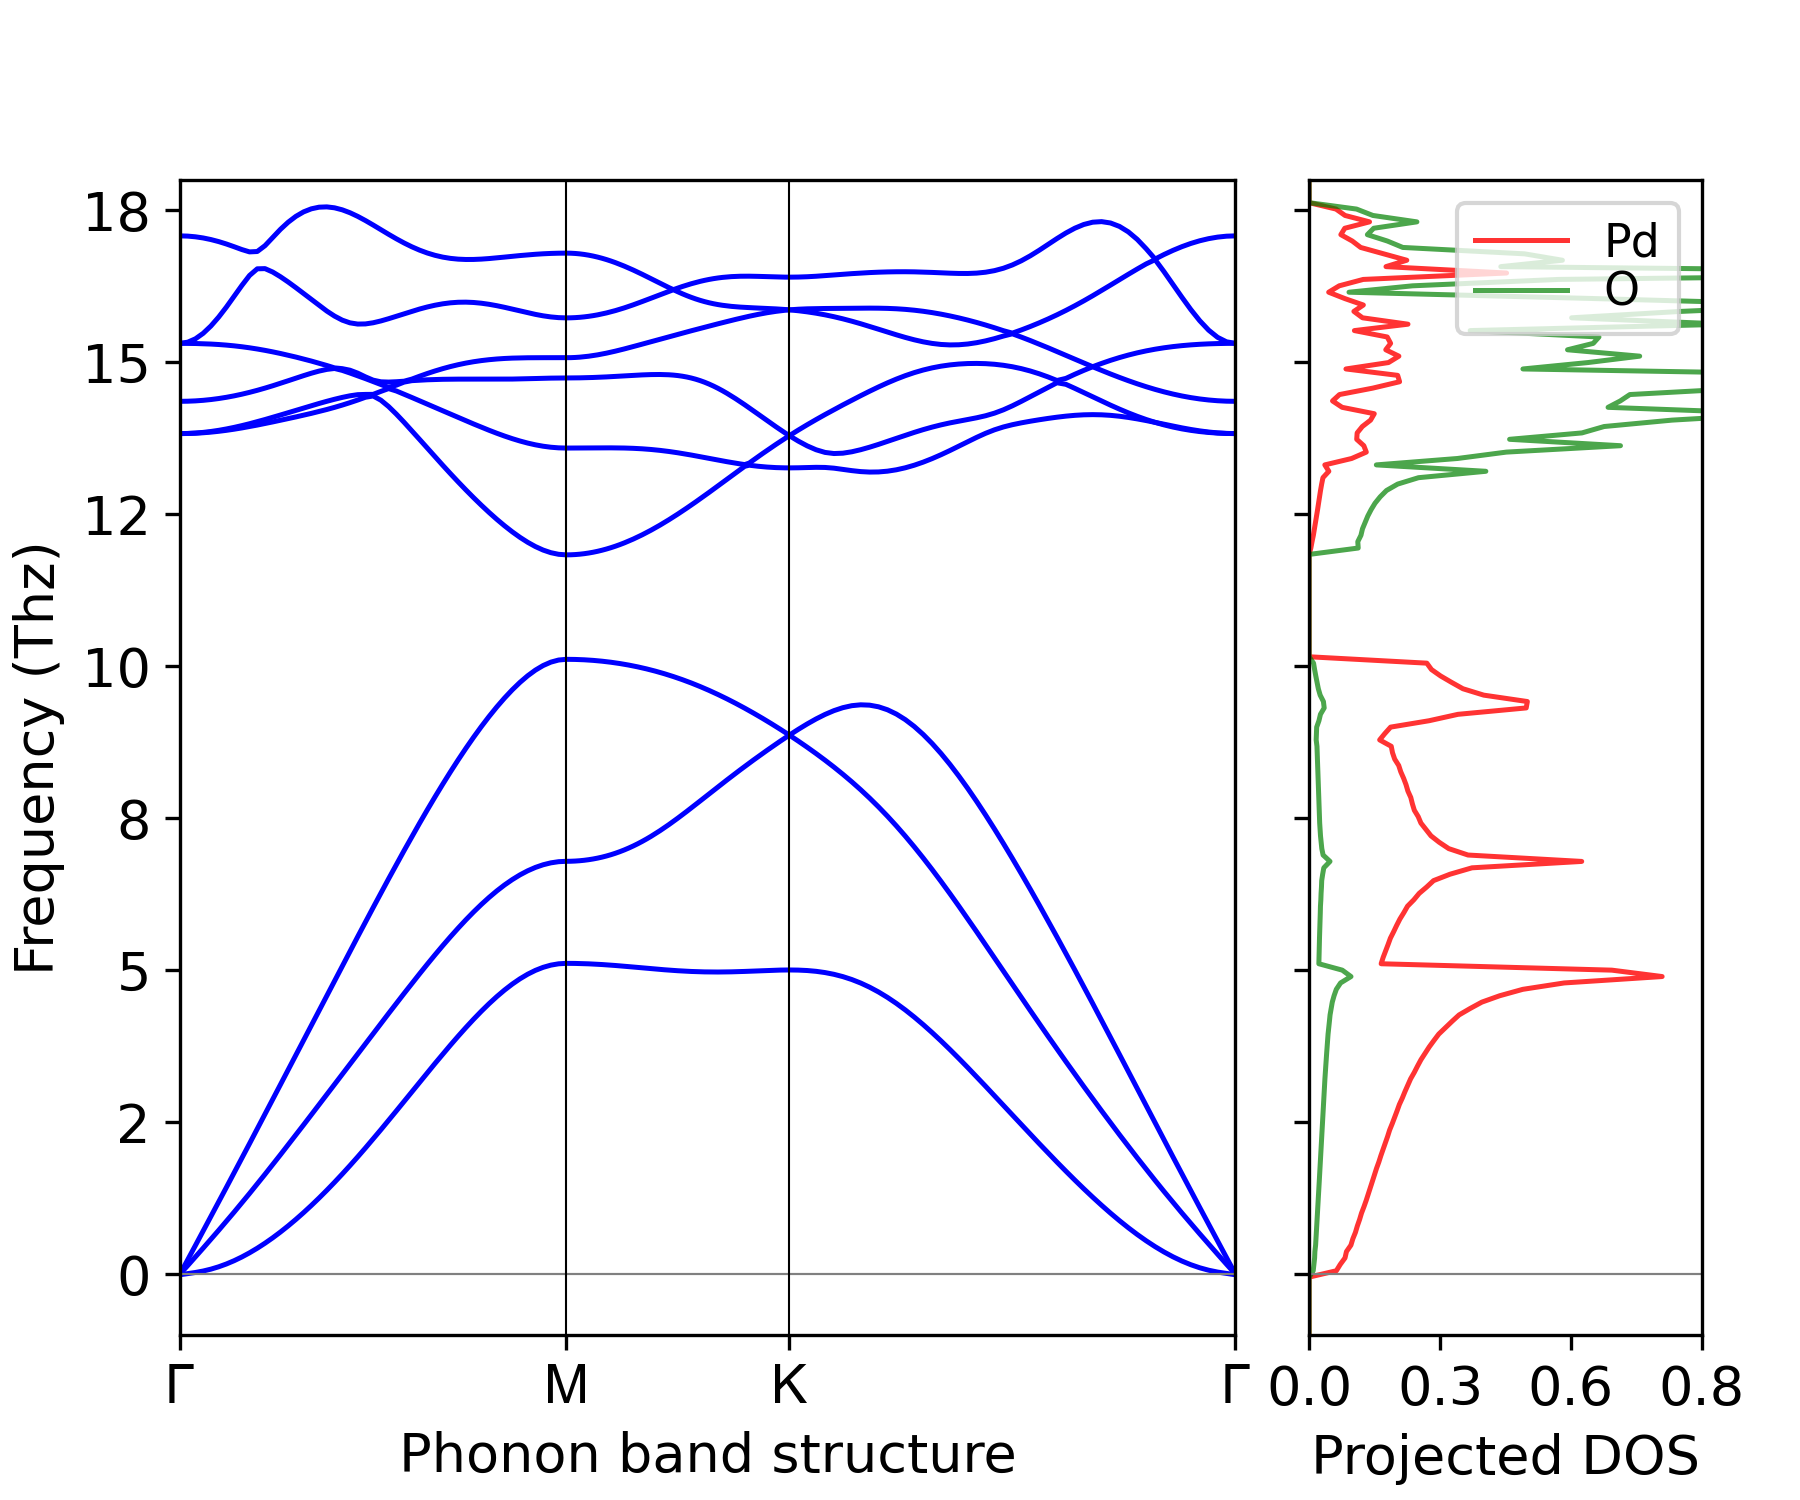 18
15
12
10
8
5
2
0
Frequency (Thz)
Γ
M
K
Γ
Phonon band structure
Pd
O
0.0
0.3
0.6
0.8
Projected DOS